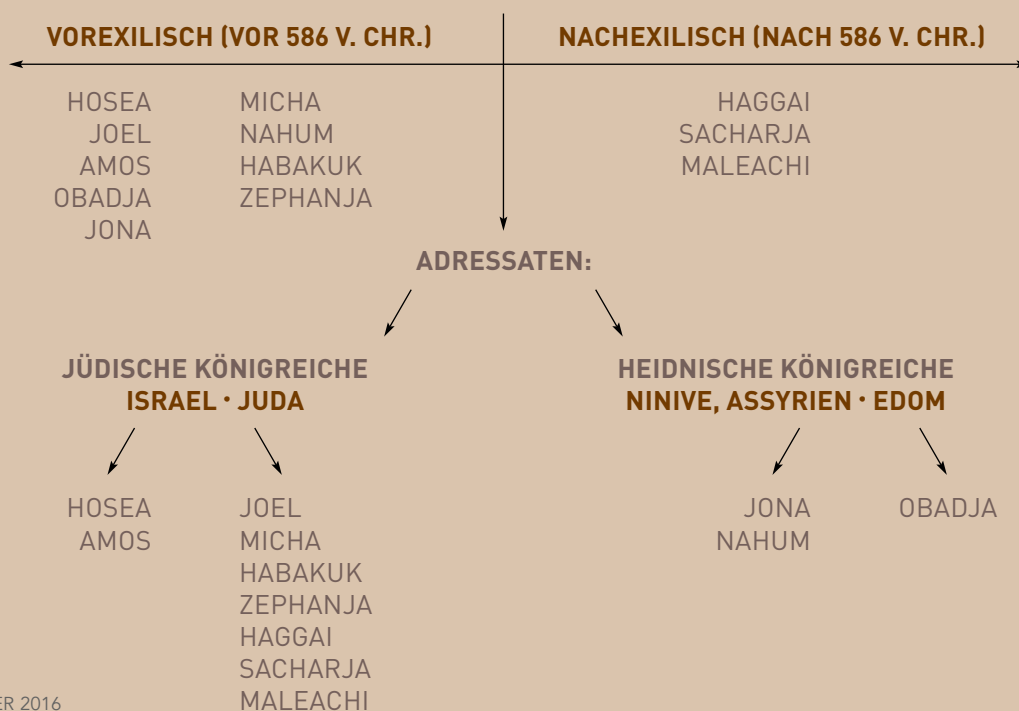 VOREXILISCH (VOR 586 V. CHR.)
NACHEXILISCH (NACH 586 V. CHR.)
HOSEA
JOEL
AMOS
OBADJA
JONA
MICHA
NAHUM
HABAKUK
ZEPHANJA
HAGGAI
SACHARJA
MALEACHI
ADRESSATEN:
JÜDISCHE KÖNIGREICHE
ISRAEL · JUDA
HEIDNISCHE KÖNIGREICHE
NINIVE, ASSYRIEN · EDOM
HOSEA
AMOS
JOEL
MICHA
HABAKUK
ZEPHANJA
HAGGAI
SACHARJA
MALEACHI
JONA
NAHUM
OBADJA
2016